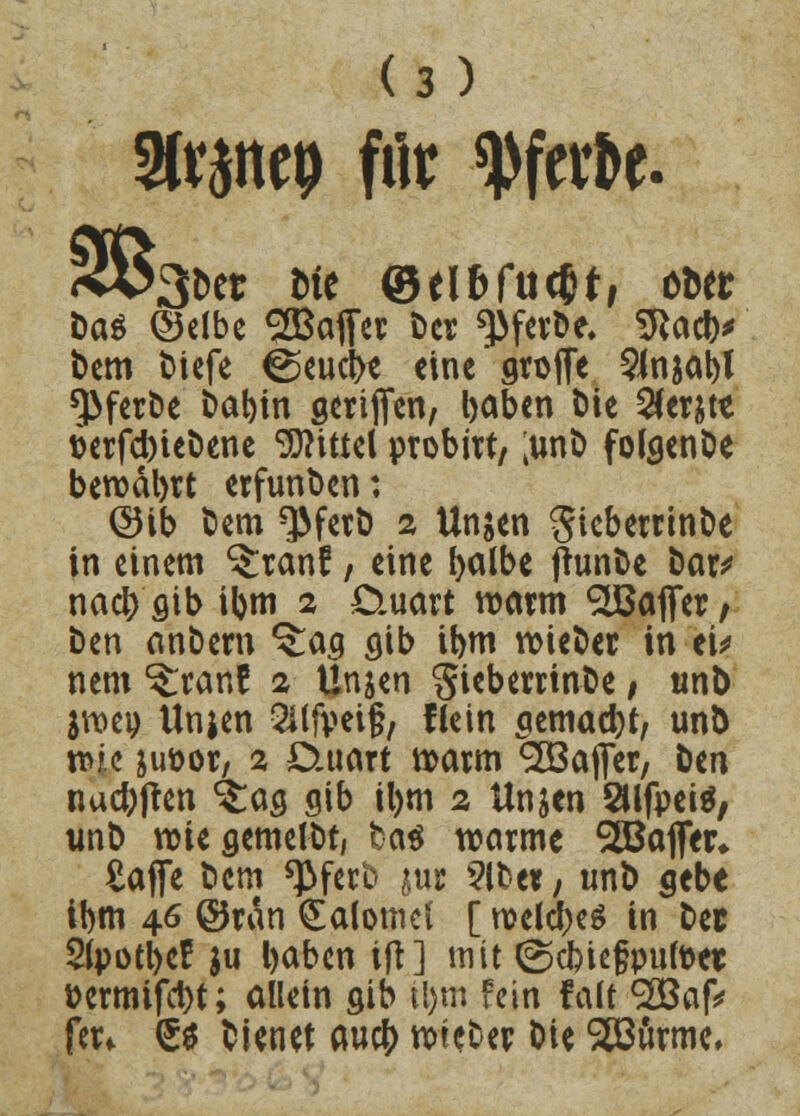 ( 3 )
Arzney für Pferde.
WJder die Gelbsucht, oder
das Gelbe Wasser der Pferde. Nach-
dem diese Seuche eine grosse Anzahl
Pferde dahin gerissen, haben die Aerzte
verschiedene Mittel probirt, und folgende
bewährt erfunden:
Gib dem Pferd 2 Unzen Fieberrinde
in einem Trank, eine halbe stunde dar-
nach gib ihm 2 Quart warm Wasser,
den andern Tag gib ihm wieder in ei-
nem Trank 2 Unzen Fieberrinde, und
zwey Unzen Alspeiß, klein gemacht, und
wie zuvor, 2 Quart warm Wasser, den
nachsten Tag gib ihm 2 Unzen Alspeis,
und wie gemeldt, das warme Wasser.
Lasse dem Pferd zur Ader, und gebe
ihm 46 Grän Calomel [welches in der
Apothek zu haben ist] mit Schießpulver
vermischt; allein gib ihm kein kalt Was-
ser. Es dienet auch wieder die Würme.